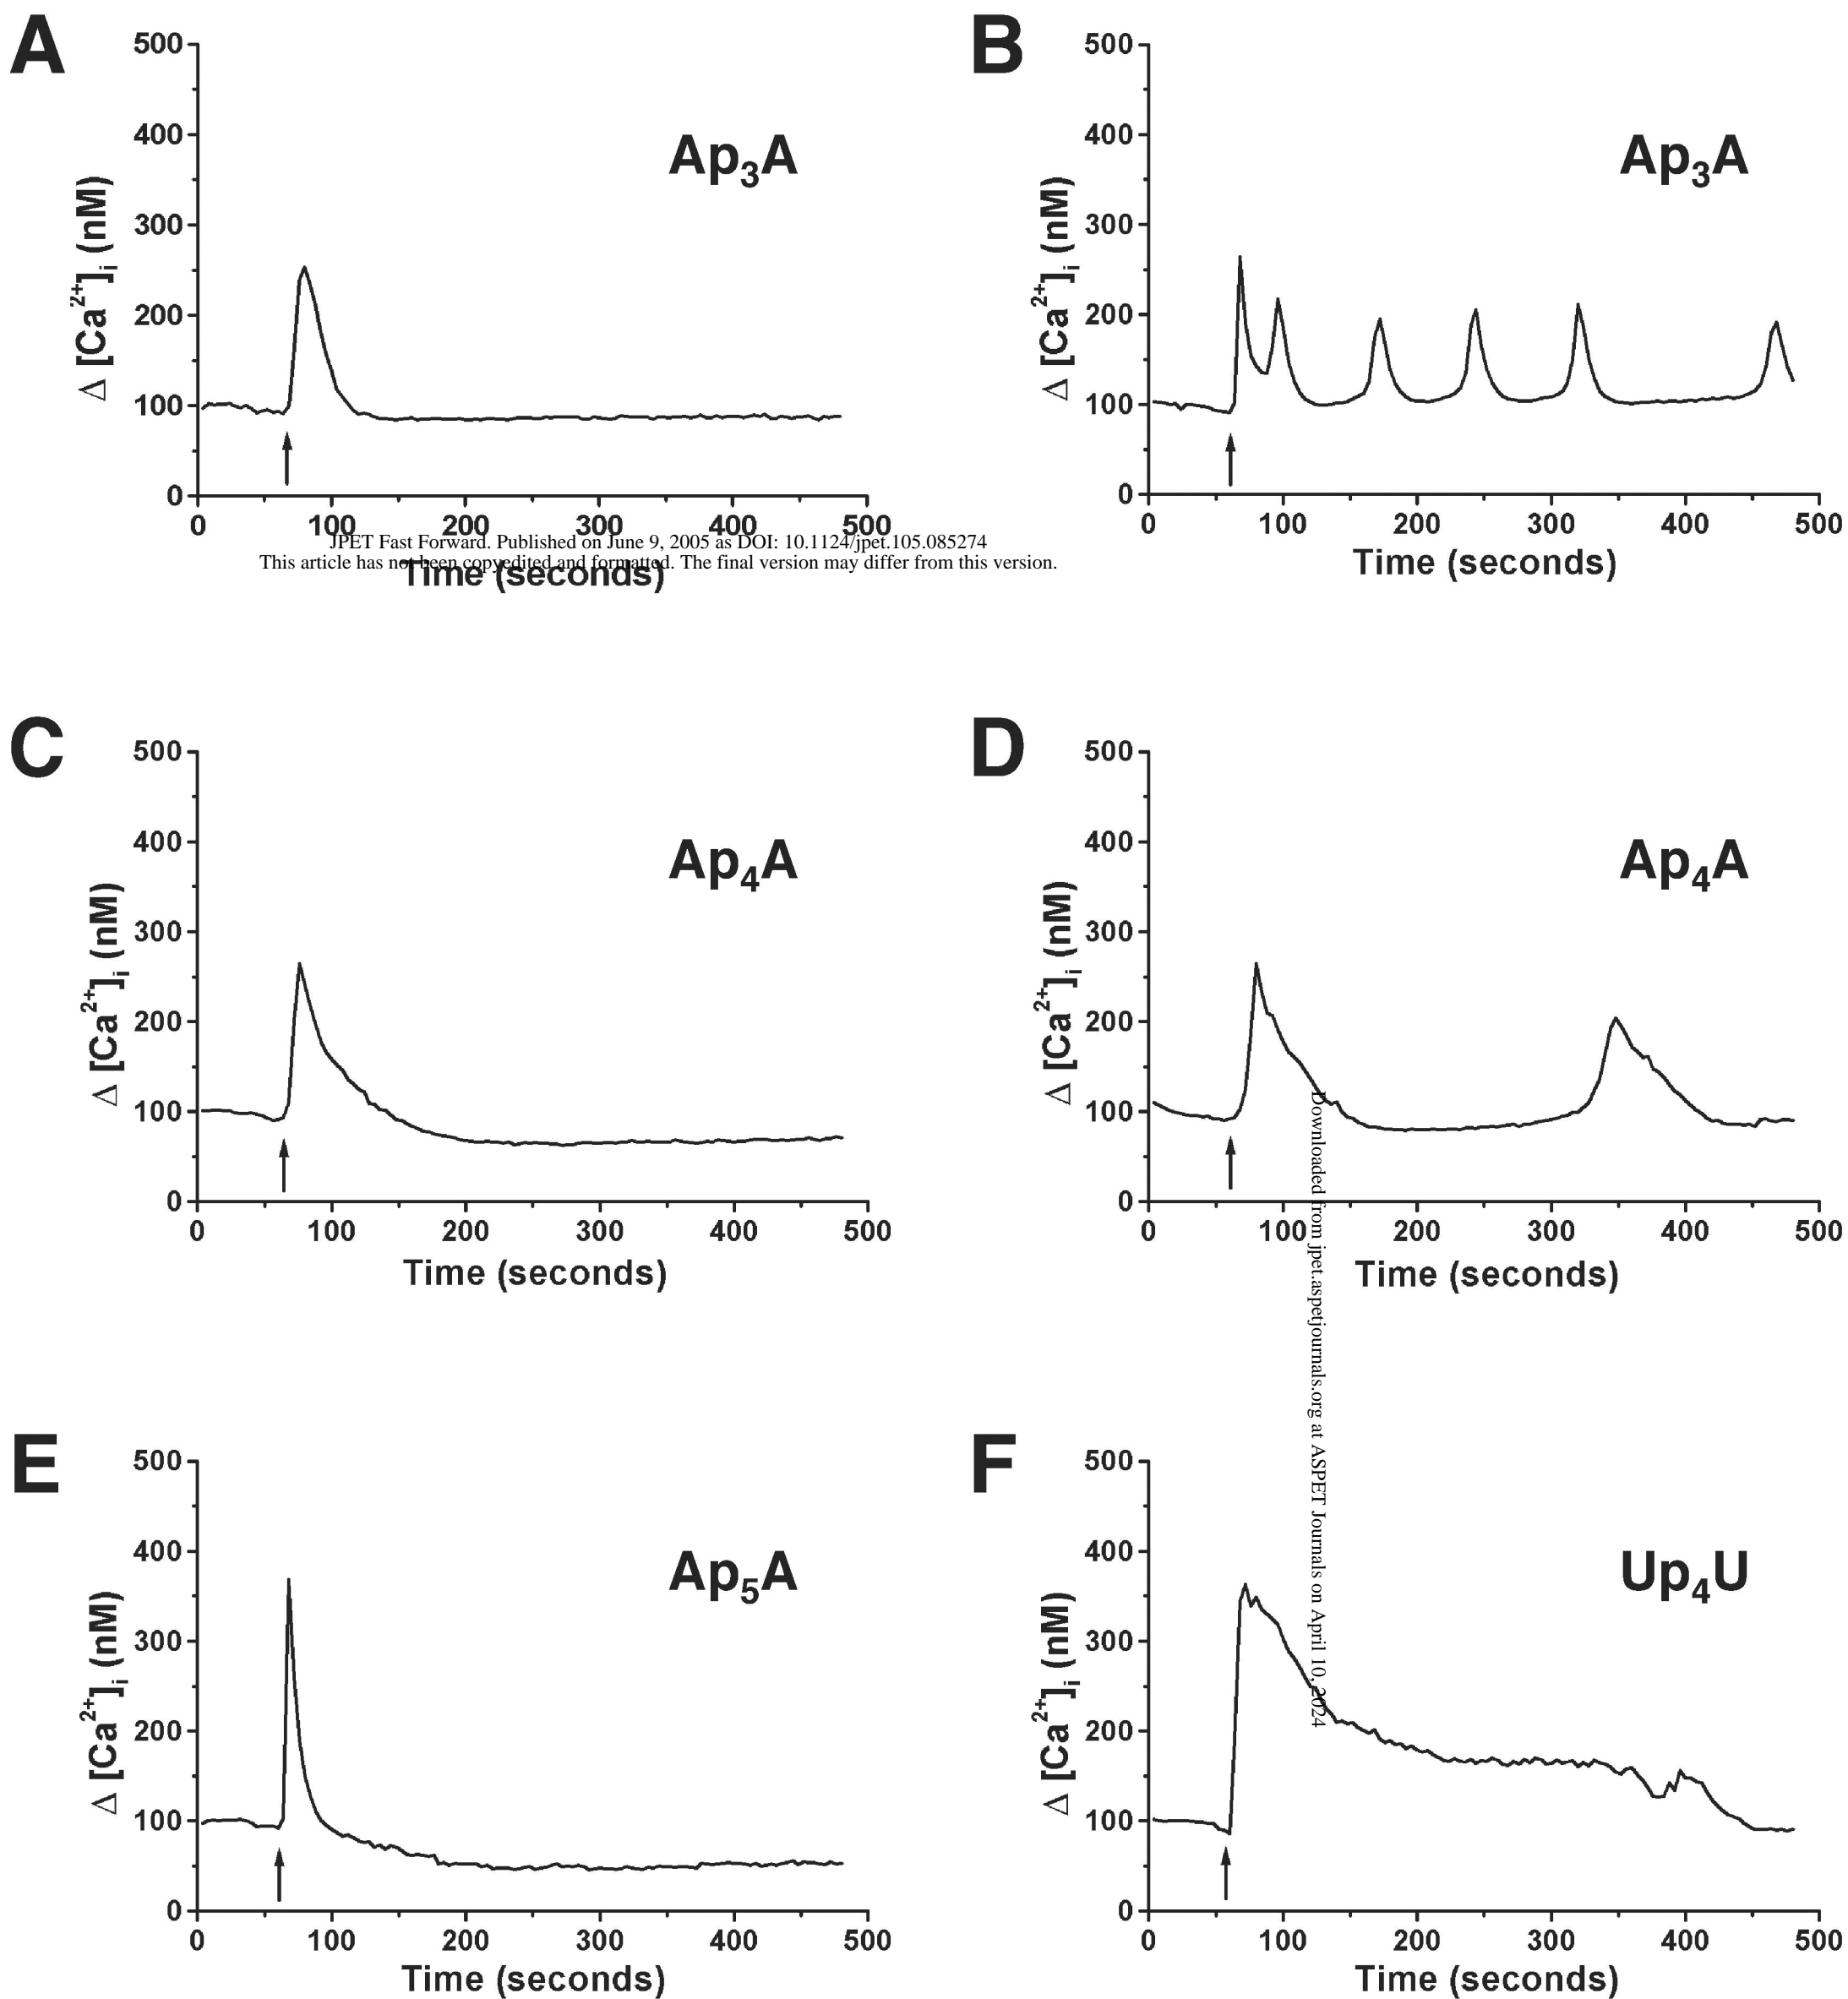 A
B
500
400
300
200
100
0
Δ [Ca2+]i (nM)
Ap3A
0 100 200 300 400 500
Time (seconds)
500
400
300
200
100
0
Δ [Ca2+]i (nM)
Ap3A
0 100 200 300 400 500
Time (seconds)
JPET Fast Forward. Published on June 9, 2005 as DOI: 10.1124/jpet.105.085274
This article has not been copyedited and formatted. The final version may differ from this version.
C
D
500
400
300
200
100
0
Δ [Ca2+]i (nM)
Ap4A
0 100 200 300 400 500
Time (seconds)
500
400
300
200
100
0
Δ [Ca2+]i (nM)
Ap4A
0 100 200 300 400 500
Time (seconds)
Downloaded from jpet.aspetjournals.org at ASPET Journals on April 10, 2024
E
F
500
400
300
200
100
0
Δ [Ca2+]i (nM)
Ap5A
0 100 200 300 400 500
Time (seconds)
500
400
300
200
100
0
Δ [Ca2+]i (nM)
Up4U
0 100 200 300 400 500
Time (seconds)